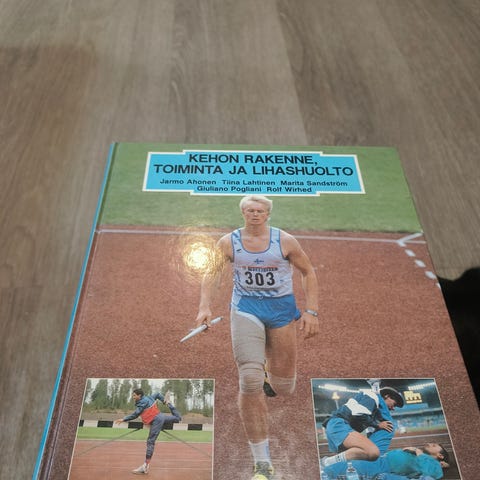 KEHON RAKENNE,
TOIMINTA JA LIHASHUOLTO
Jarmo Ahonen Tiina Lahtinen Marita Sandström
Giuliano Pogliani Rolf Wirhed
303